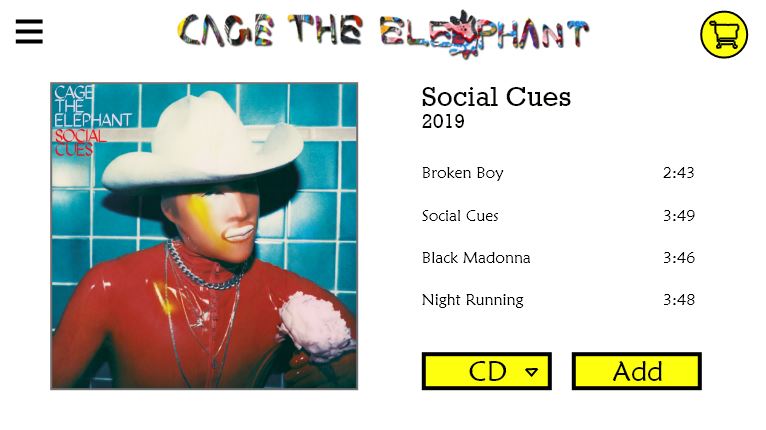 CAGE THE ELEPHANT
CAGE
THE
ELEPHANT
SOCIAL
CUES
Social Cues
2019
Broken Boy 2:43
Social Cues 3:49
Black Madonna 3:46
Night Running 3:48
CD Add